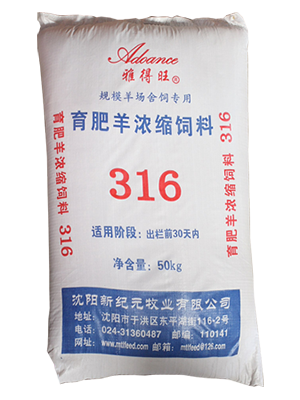 Advance
雅得旺®
规模羊场舍饲专用
育肥羊浓缩饲料
316
适用阶段：出栏前30天内
净含量：50kg
育肥羊浓缩饲料 316
育肥羊浓缩饲料 316
沈阳新纪元牧业有限公司
地址：沈阳市于洪区东平湖街116-2号
电话：024-31360487 邮编：110141
网址：www.mtlfeed.com 邮箱：mtlfeed@126.com